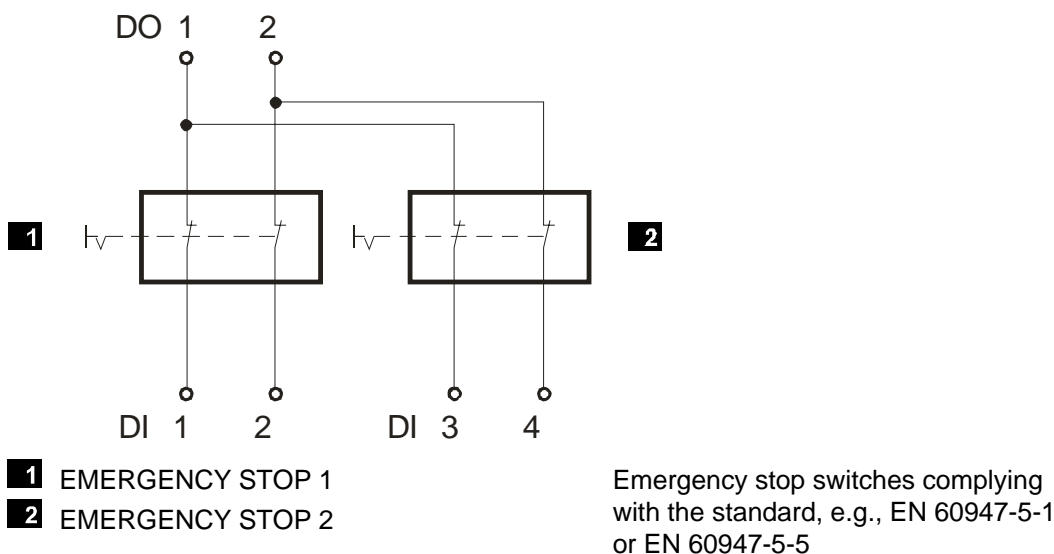 DO 1 2
1
2
DI 1 2 DI 3 4
1 EMERGENCY STOP 1
2 EMERGENCY STOP 2
Emergency stop switches complying
with the standard, e.g., EN 60947-5-1
or EN 60947-5-5